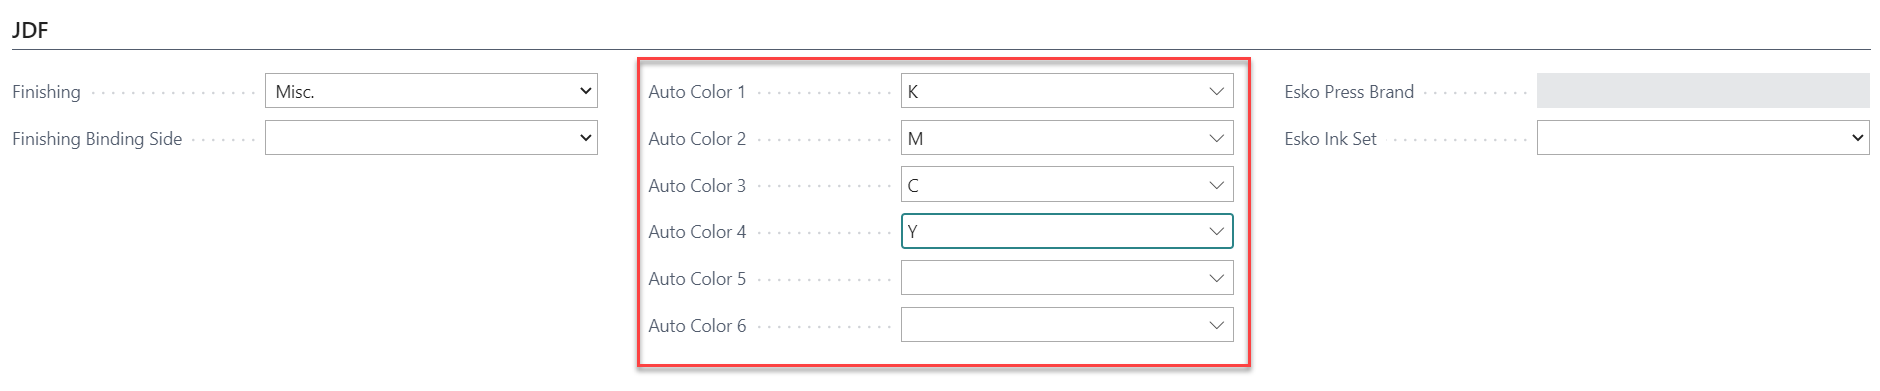 JDF
Finishing Misc.
Finishing Binding Side
Auto Color 1 K
Auto Color 2 M
Auto Color 3 C
Auto Color 4 Y
Auto Color 5
Auto Color 6
Esko Press Brand
Esko Ink Set